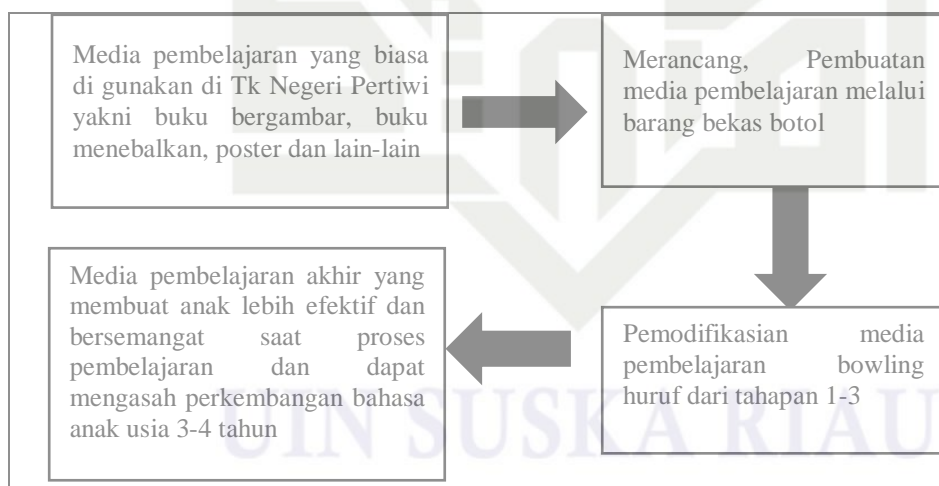 Media pembelajaran yang biasa
di gunakan di Tk Negeri Pertiwi
yakni buku bergambar, buku
menebalkan, poster dan lain-lain
Merancang, Pembuatan
media pembelajaran melalui
barang bekas botol
Pemodifikasian media
pembelajaran bowling
huruf dari tahapan 1-3
Media pembelajaran akhir yang
membuat anak lebih efektif dan
bersemangat saat proses
pembelajaran dan dapat
mengasah perkembangan bahasa
anak usia 3-4 tahun
UIN SUSKA RIAU